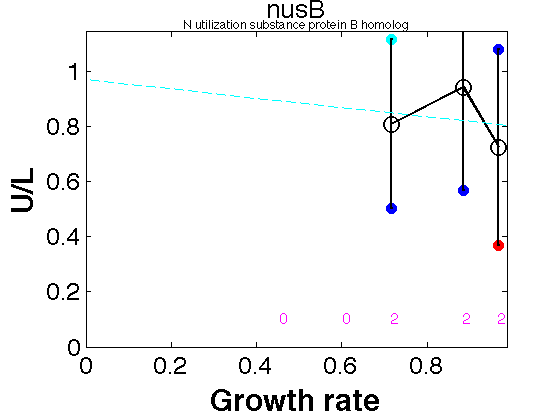 nusB
N utilization substance protein B homolog
1
0.8
0.6
0.4
0.2
0
U/L
0 0 2 2 2
0 0.2 0.4 0.6 0.8
Growth rate